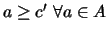 a ≥ c′ ∀a ∈ A